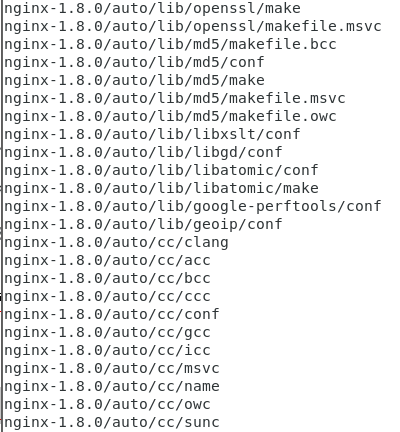 nginx-1.8.0/auto/lib/openssl/make
nginx-1.8.0/auto/lib/openssl/makefile.msvc
nginx-1.8.0/auto/lib/md5/makefile.bcc
nginx-1.8.0/auto/lib/md5/conf
nginx-1.8.0/auto/lib/md5/make
nginx-1.8.0/auto/lib/md5/makefile.msvc
nginx-1.8.0/auto/lib/md5/makefile.owc
nginx-1.8.0/auto/lib/libxslt/conf
nginx-1.8.0/auto/lib/libgd/conf
nginx-1.8.0/auto/lib/libatomic/conf
nginx-1.8.0/auto/lib/libatomic/make
nginx-1.8.0/auto/lib/google-perftools/conf
nginx-1.8.0/auto/lib/geoip/conf
nginx-1.8.0/auto/cc/clang
nginx-1.8.0/auto/cc/acc
nginx-1.8.0/auto/cc/bcc
nginx-1.8.0/auto/cc/ccc
nginx-1.8.0/auto/cc/conf
nginx-1.8.0/auto/cc/gcc
nginx-1.8.0/auto/cc/icc
nginx-1.8.0/auto/cc/msvc
nginx-1.8.0/auto/cc/name
nginx-1.8.0/auto/cc/owc
nginx-1.8.0/auto/cc/sunc